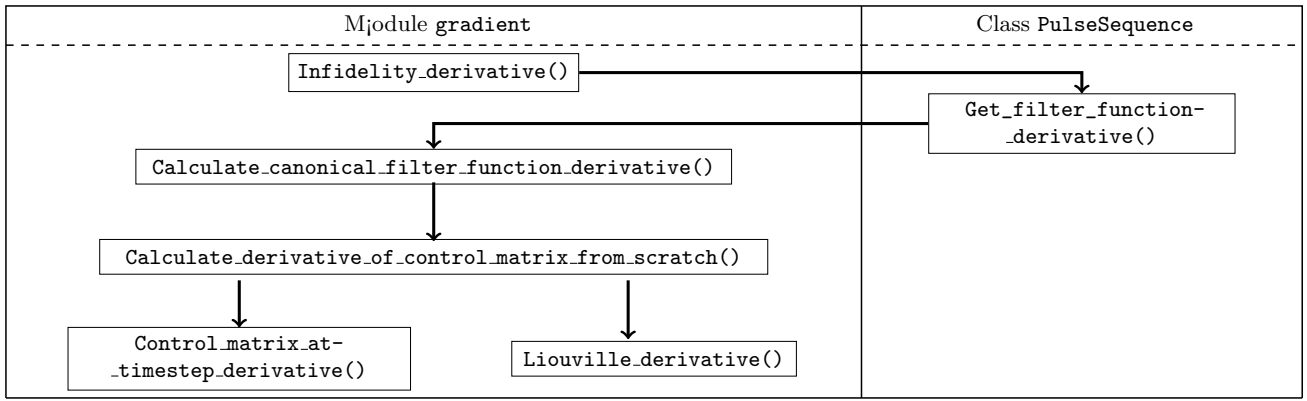 M¡odule gradient
Class PulseSequence
Infidelity_derivative()
Get_filter_function-
_derivative()
Calculate_canonical_filter_function_derivative()
Calculate_derivative_of_control_matrix_from_scratch()
Control_matrix_at-
_timestep_derivative()
Liouville_derivative()